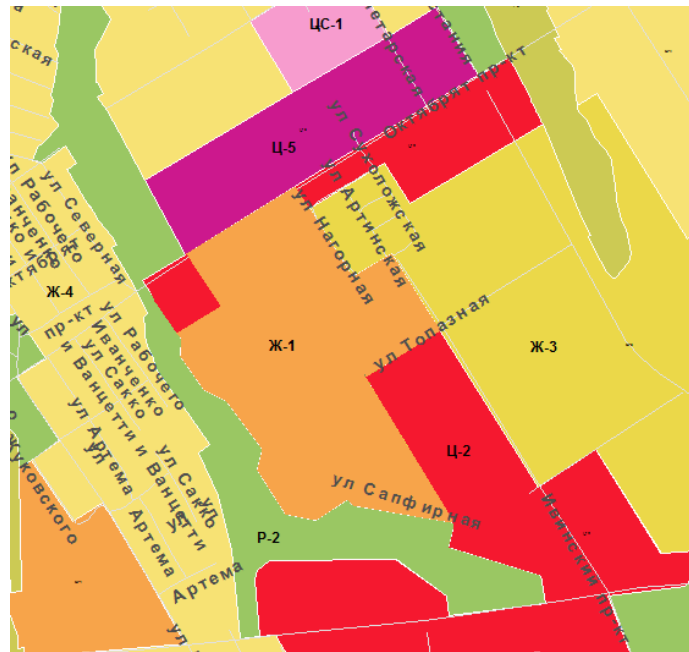 ЦС-1
Октябрят пр-кт
ул Сухоложская
Ц-5
ул Артинская
ул Нагорная
ул Северная
ул Рабочего
Ж-4
пр-кт
ул Рабочего
Иванченко
ул Сакко
и Ванцетти
Ж-1
ул Топазная
Ж-3
ул Артема
Артема
ул Сакко
и Ванцетти
Ц-2
ул Сапфирная
Жуковского
Р-2
Артема
Ивинский пр-кт